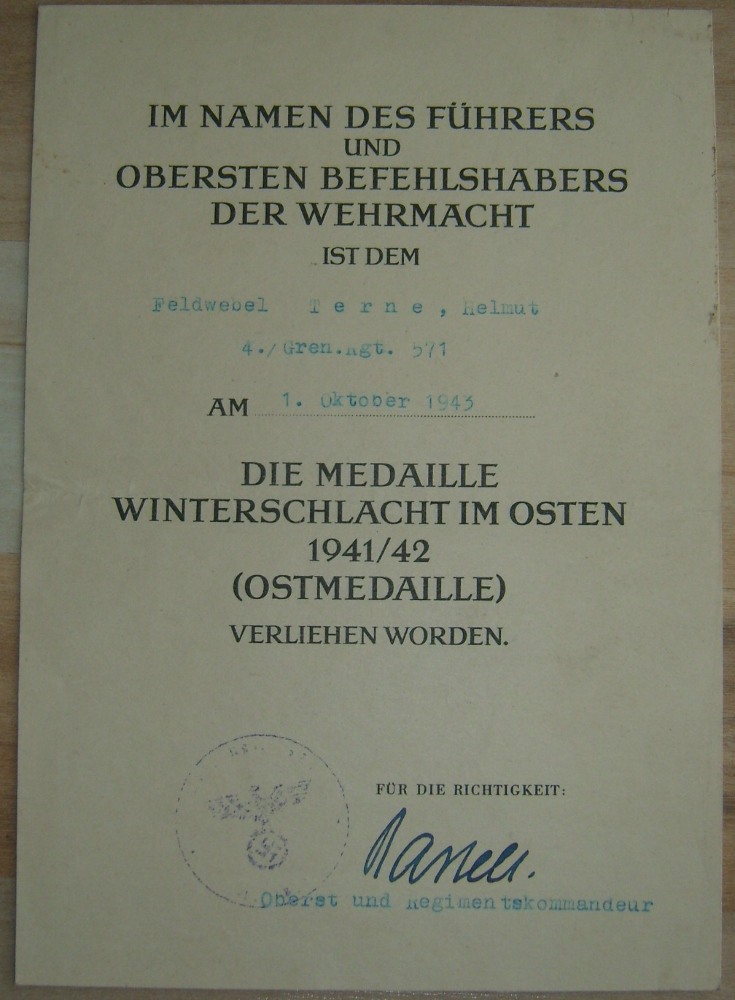 IM NAMEN DES FÜHRERS
UND
OBERSTEN BEFEHLSHABERS
DER WEHRMACHT
IST DEM
Feldwebel T e r n e , Helmut
4./Gren.Rgt. 571
AM 1. Oktober 1943
DIE MEDAILLE
WINTERSCHLACHT IM OSTEN
1941/42
(OSTMEDAILLE)
VERLIEHEN WORDEN.
FÜR DIE RICHTIGKEIT:
Oberst und Regimentskommandeur